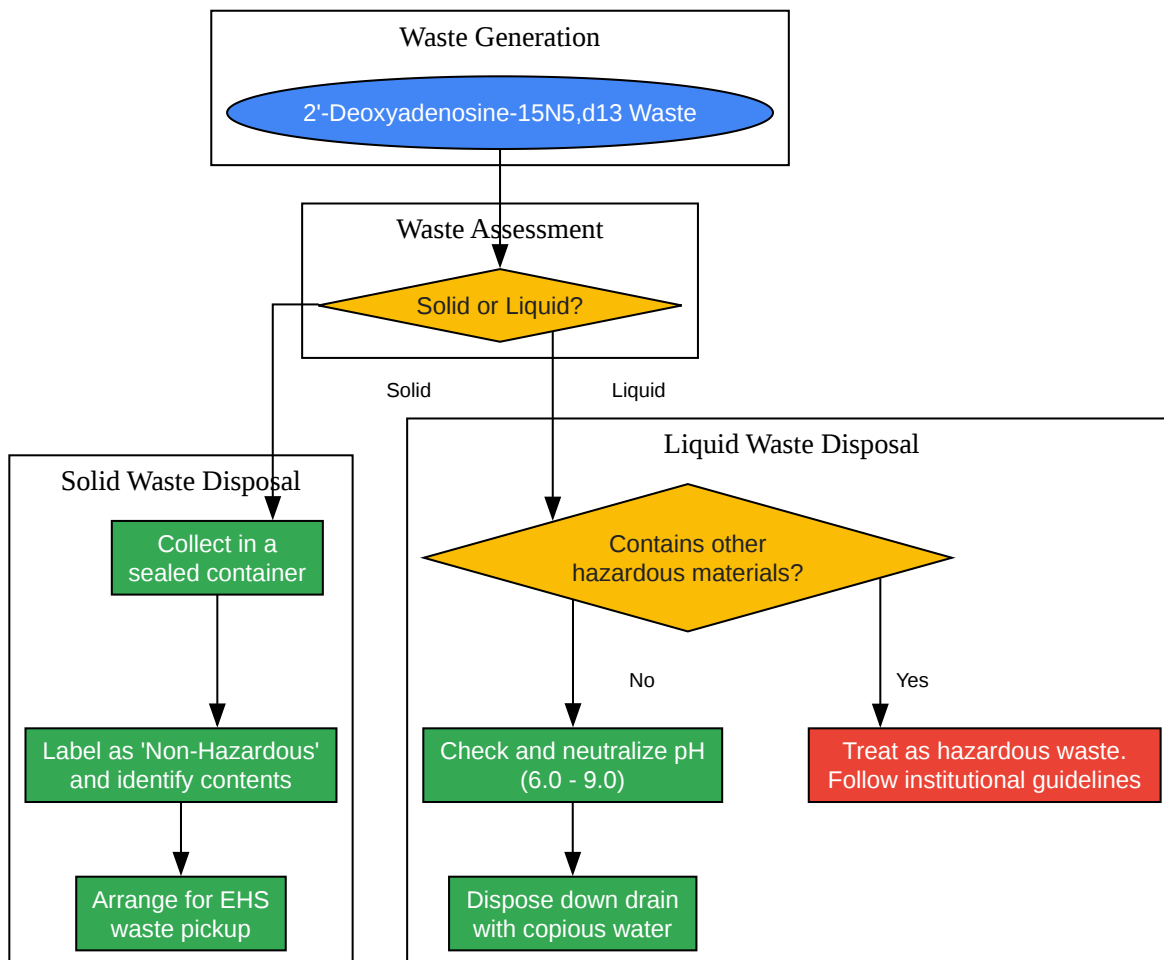 Waste Generation
2'-Deoxyadenosine-15N5,d13 Waste
Waste Assessment
Solid or Liquid?
Solid
Liquid
Solid Waste Disposal
Collect in a
sealed container
Label as 'Non-Hazardous'
and identify contents
Arrange for EHS
waste pickup
Liquid Waste Disposal
Contains other
hazardous materials?
No
Yes
Check and neutralize pH
(6.0 - 9.0)
Treat as hazardous waste.
Follow institutional guidelines
Dispose down drain
with copious water